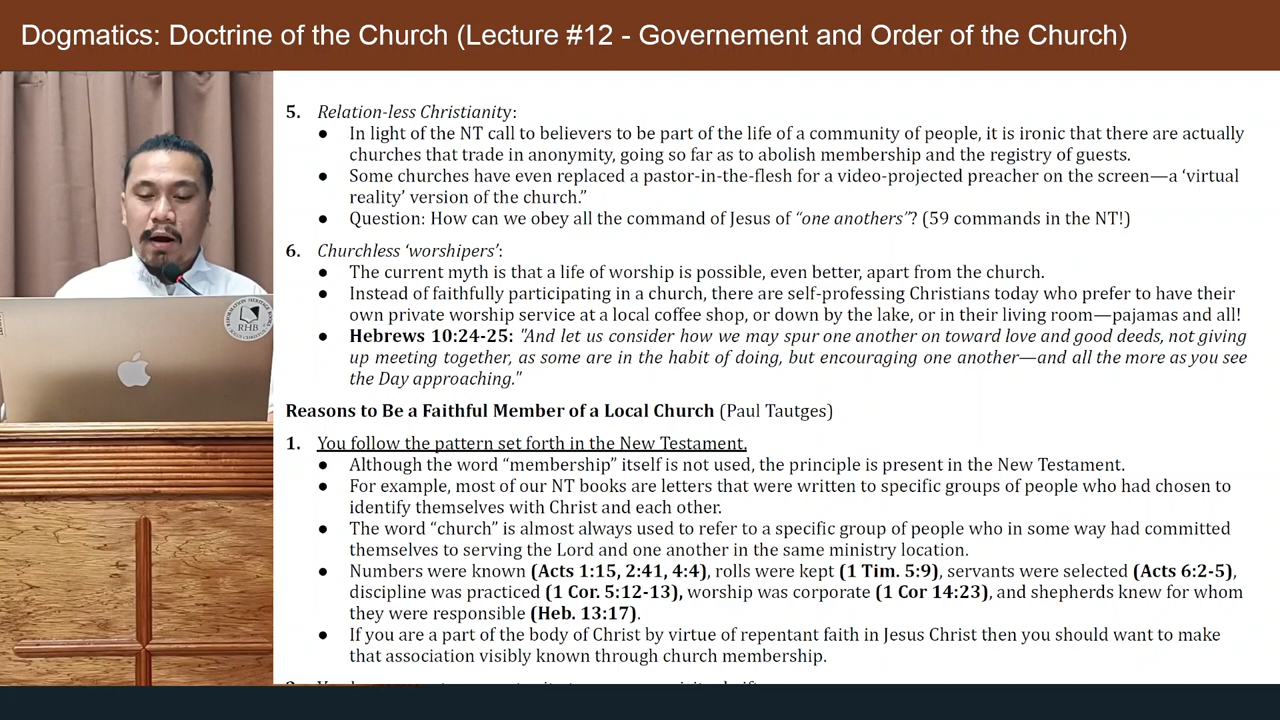 Dogmatics: Doctrine of the Church (Lecture #12 - Governement and Order of the Church)
5. Relation-less Christianity:
● In light of the NT call to believers to be part of the life of a community of people, it is ironic that there are actually
churches that trade in anonymity, going so far as to abolish membership and the registry of guests.
● Some churches have even replaced a pastor-in-the-flesh for a video-projected preacher on the screen—a ‘virtual
reality’ version of the church.”
● Question: How can we obey all the command of Jesus of “one anothers”? (59 commands in the NT!)
6. Churchless ‘worshipers’:
● The current myth is that a life of worship is possible, even better, apart from the church.
● Instead of faithfully participating in a church, there are self-professing Christians today who prefer to have their
own private worship service at a local coffee shop, or down by the lake, or in their living room—pajamas and all!
● Hebrews 10:24-25: "And let us consider how we may spur one another on toward love and good deeds, not giving
up meeting together, as some are in the habit of doing, but encouraging one another—and all the more as you see
the Day approaching."
Reasons to Be a Faithful Member of a Local Church (Paul Tautges)
1. You follow the pattern set forth in the New Testament.
● Although the word “membership” itself is not used, the principle is present in the New Testament.
● For example, most of our NT books are letters that were written to specific groups of people who had chosen to
identify themselves with Christ and each other.
● The word “church” is almost always used to refer to a specific group of people who in some way had committed
themselves to serving the Lord and one another in the same ministry location.
● Numbers were known (Acts 1:15, 2:41, 4:4), rolls were kept (1 Tim. 5:9), servants were selected (Acts 6:2-5),
discipline was practiced (1 Cor. 5:12-13), worship was corporate (1 Cor 14:23), and shepherds knew for whom
they were responsible (Heb. 13:17).
● If you are a part of the body of Christ by virtue of repentant faith in Jesus Christ then you should want to make
that association visibly known through church membership.
RHB